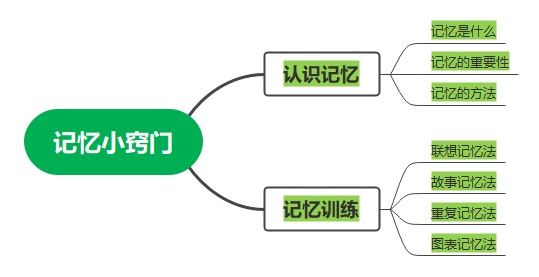 记忆小窍门
认识记忆
记忆是什么
记忆的重要性
记忆的方法
记忆训练
联想记忆法
故事记忆法
重复记忆法
图表记忆法